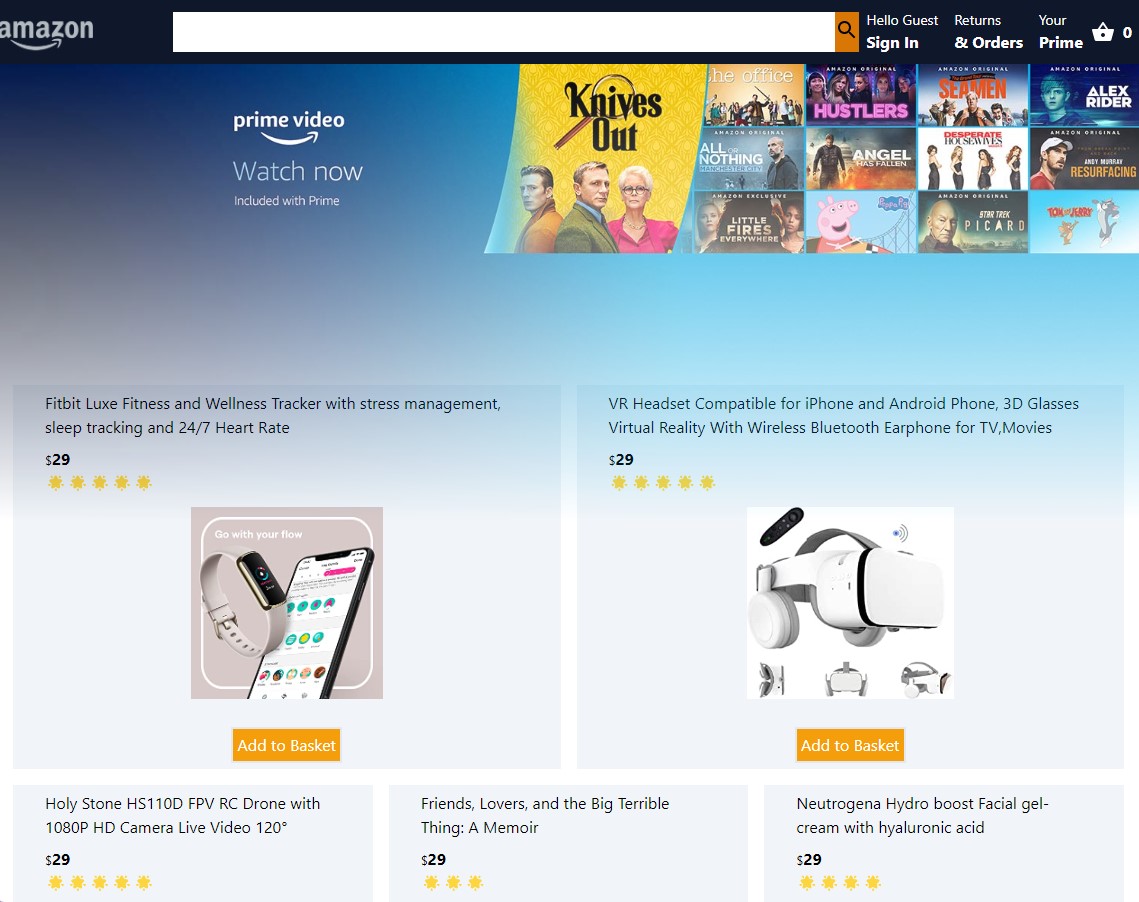 amazon
Hello Guest
Sign In
Returns
& Orders
Your
Prime
0
prime video
Watch now
Included with Prime
Knives
Out
he office
AMAZON ORIGINAL
HUSTLERS
AMAZON ORIGINAL
SEAMEN
AMAZON ORIGINAL
ALEX
RIDER
AMAZON ORIGINAL
ALL OR
NOTHING
MANCHESTER CITY
ANGEL
HAS FALLEN
DESPERATE
HOUSEWIVES
AMAZON ORIGINAL
ANDY MURRAY
RESURFACING
AMAZON EXCLUSIVE
LITTLE
FIRES
EVERYWHERE
Peppa Pig
AMAZON ORIGINAL
STAR TREK
PICARD
TOM and JERRY
Fitbit Luxe Fitness and Wellness Tracker with stress management,
sleep tracking and 24/7 Heart Rate
$29
Go with your flow
Add to Basket
VR Headset Compatible for iPhone and Android Phone, 3D Glasses
Virtual Reality With Wireless Bluetooth Earphone for TV,Movies
$29
Add to Basket
Holy Stone HS110D FPV RC Drone with
1080P HD Camera Live Video 120°
$29
Friends, Lovers, and the Big Terrible
Thing: A Memoir
$29
Neutrogena Hydro boost Facial gel-
cream with hyaluronic acid
$29